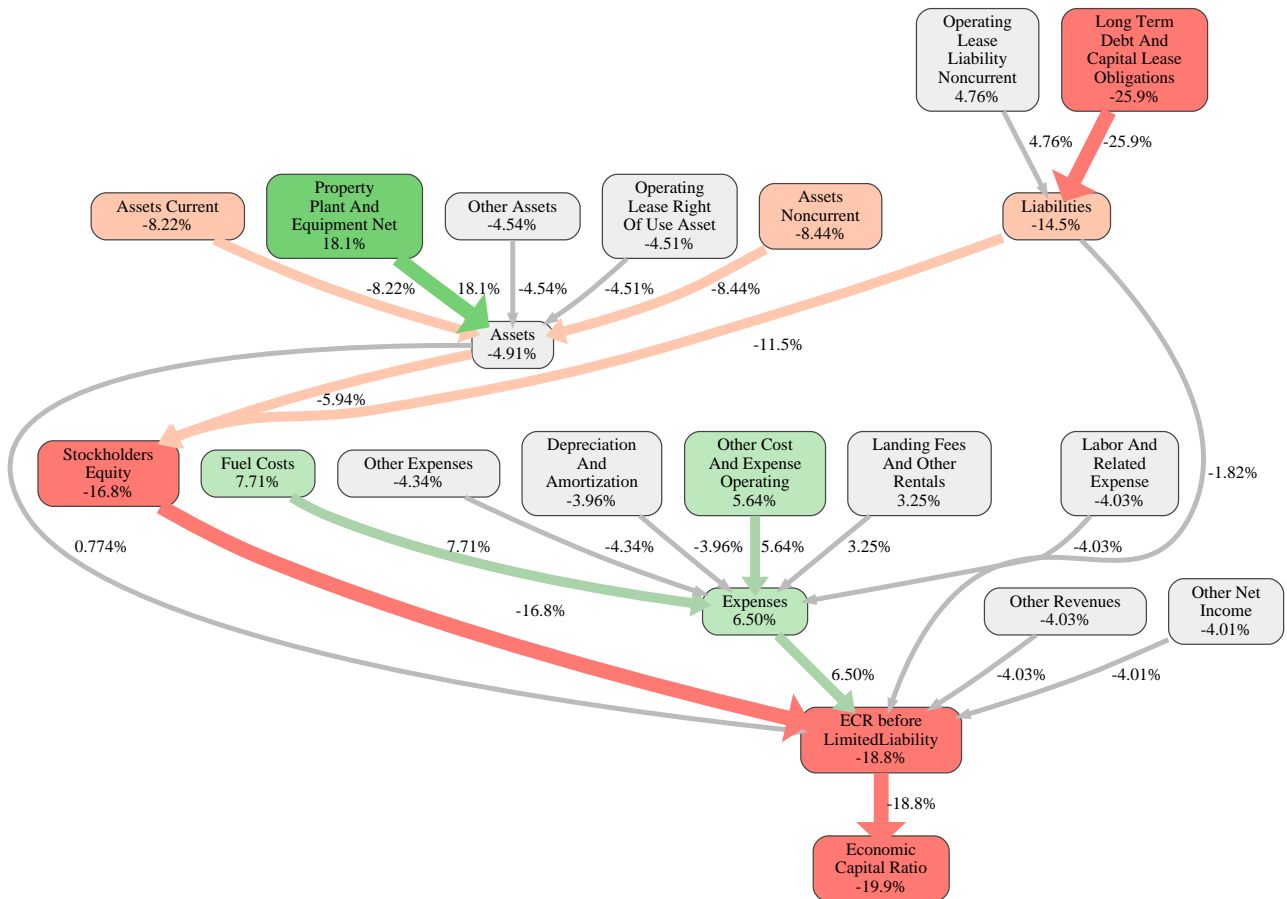 Operating
Lease
Liability
Noncurrent
4.76%
Long Term
Debt And
Capital Lease
Obligations
-25.9%
4.76%
-25.9%
Assets Current
-8.22%
Property
Plant And
Equipment Net
18.1%
Other Assets
-4.54%
Operating
Lease Right
Of Use Asset
-4.51%
Assets
Noncurrent
-8.44%
Liabilities
-14.5%
-8.22%
18.1%
-4.54%
-4.51%
-8.44%
Assets
-4.91%
-11.5%
-5.94%
Stockholders
Equity
-16.8%
Fuel Costs
7.71%
Other Expenses
-4.34%
Depreciation
And
Amortization
-3.96%
Other Cost
And Expense
Operating
5.64%
Landing Fees
And Other
Rentals
3.25%
Labor And
Related
Expense
-4.03%
-1.82%
0.774%
7.71%
-4.34%
-3.96%
5.64%
3.25%
-4.03%
Expenses
6.50%
Other Revenues
-4.03%
Other Net
Income
-4.01%
-16.8%
6.50%
-4.03%
-4.01%
ECR before
LimitedLiability
-18.8%
-18.8%
Economic
Capital Ratio
-19.9%